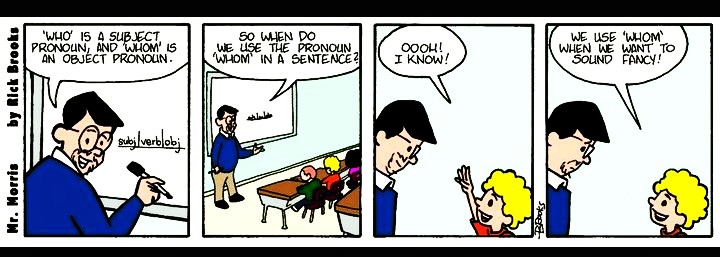 Mr. Morris by Rick Brooks
'WHO' IS A SUBJECT
PRONOUN, AND 'WHOM' IS
AN OBJECT PRONOUN.
subj|verb|obj
SO WHEN DO
WE USE THE PRONOUN
'WHOM' IN A SENTENCE?
OOOH!
I KNOW!
WE USE 'WHOM'
WHEN WE WANT TO
SOUND FANCY!